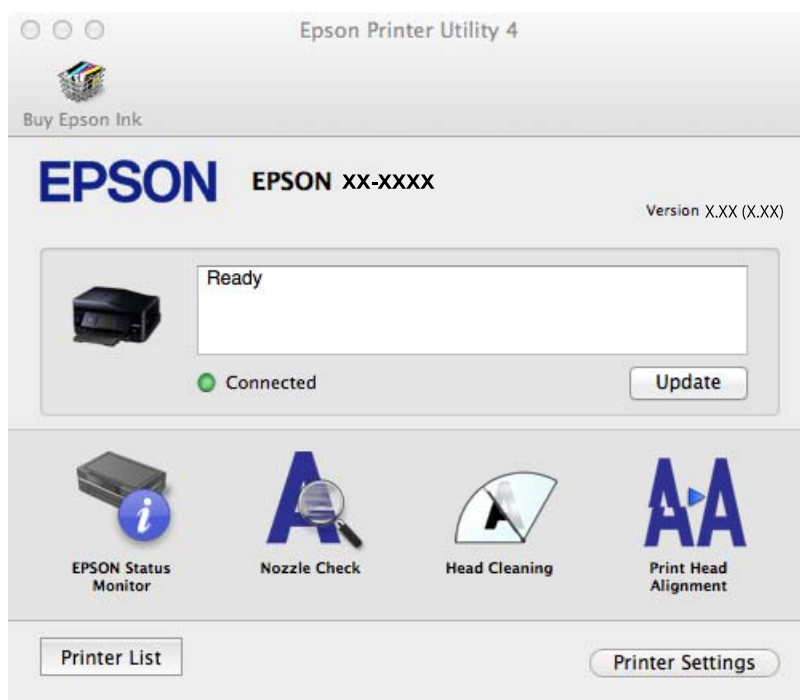 Epson Printer Utility 4
Buy Epson Ink
EPSON
EPSON XX-XXXX
Version X.XX (X.XX)
Ready
Connected
Update
EPSON Status
Monitor
Nozzle Check
Head Cleaning
Print Head
Alignment
Printer List
Printer Settings